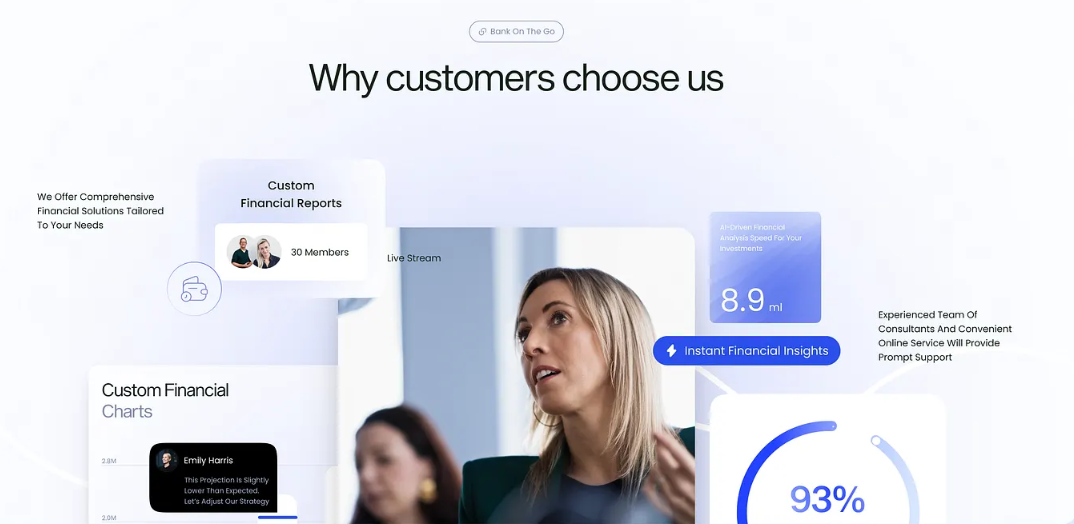 Bank On The Go
Why customers choose us
We Offer Comprehensive
Financial Solutions Tailored
To Your Needs
Custom
Financial Reports
30 Members
Live Stream
AI-Driven Financial
Analysis Speed For Your
Investments
8.9 ml
Instant Financial Insights
Experienced Team Of
Consultants And Convenient
Online Service Will Provide
Prompt Support
Custom Financial
Charts
2.8M
Emily Harris
This Projection Is Slightly
Lower Than Expected.
Let's Adjust Our Strategy
2.0M
93%